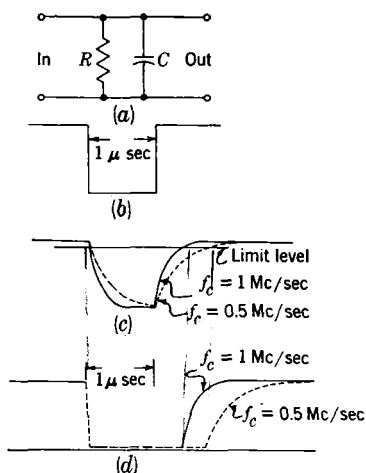 In R C Out
(a)
1 μ sec
(b)
Limit level
f_c = 1 Mc/sec
f_c = 0.5 Mc/sec
(c)
f_c = 1 Mc/sec
1 μ sec
f_c = 0.5 Mc/sec
(d)